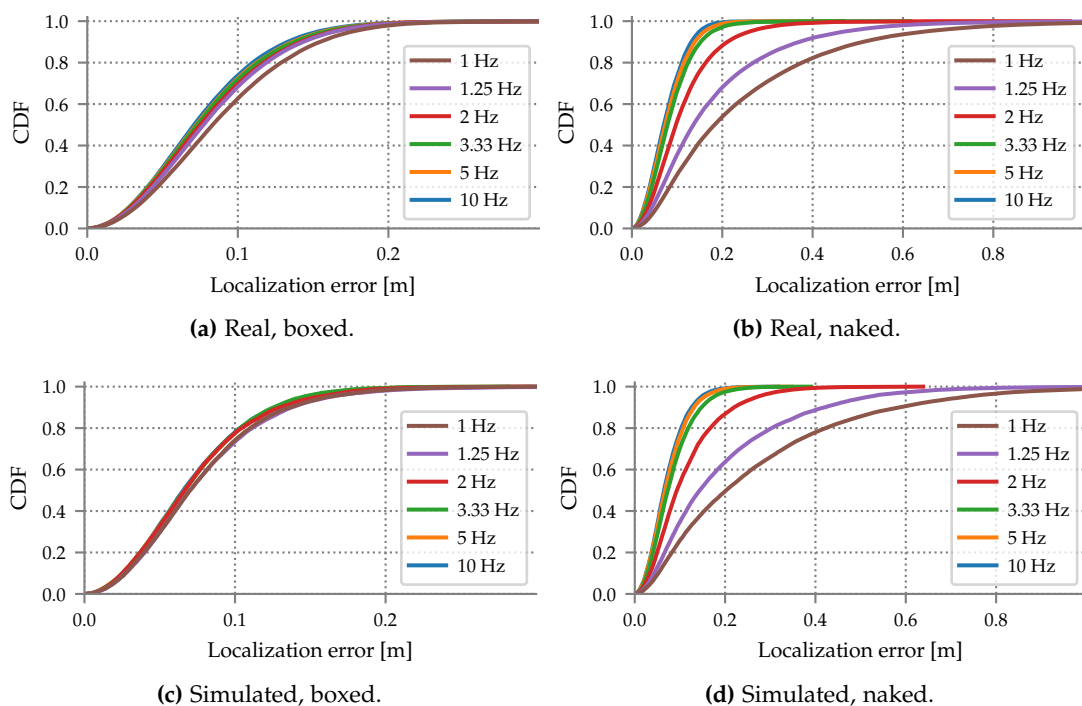 1.0
0.8
0.6
0.4
0.2
0.0
CDF
0.0 0.1 0.2
Localization error [m]
1 Hz
1.25 Hz
2 Hz
3.33 Hz
5 Hz
10 Hz
(a) Real, boxed.
1.0
0.8
0.6
0.4
0.2
0.0
CDF
0.0 0.2 0.4 0.6 0.8
Localization error [m]
1 Hz
1.25 Hz
2 Hz
3.33 Hz
5 Hz
10 Hz
(b) Real, naked.
1.0
0.8
0.6
0.4
0.2
0.0
CDF
0.0 0.1 0.2
Localization error [m]
1 Hz
1.25 Hz
2 Hz
3.33 Hz
5 Hz
10 Hz
(c) Simulated, boxed.
1.0
0.8
0.6
0.4
0.2
0.0
CDF
0.0 0.2 0.4 0.6 0.8
Localization error [m]
1 Hz
1.25 Hz
2 Hz
3.33 Hz
5 Hz
10 Hz
(d) Simulated, naked.